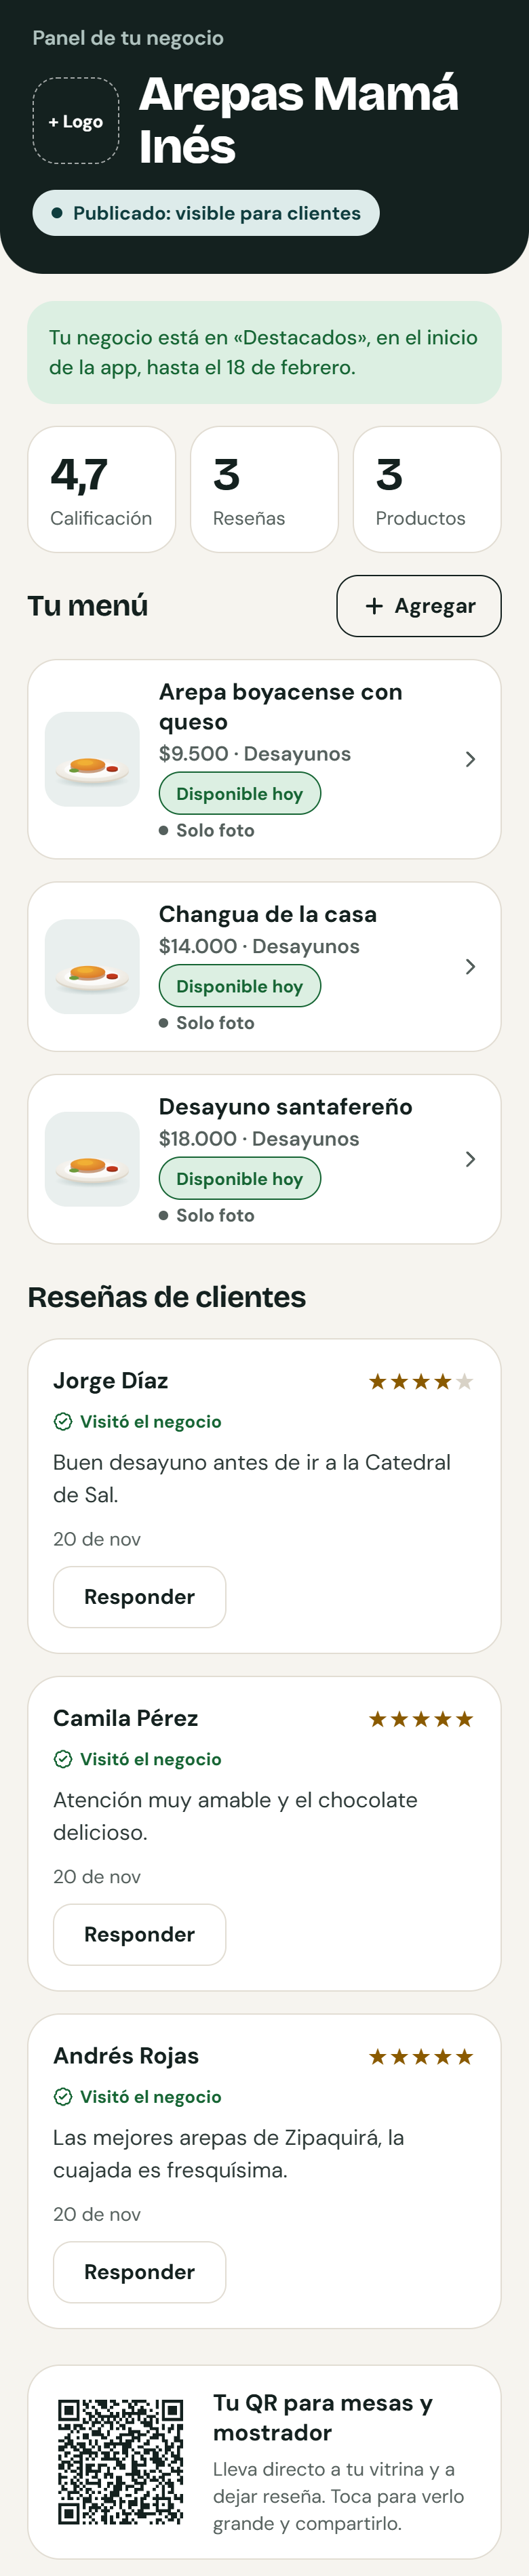 Panel de tu negocio
+ Logo
Arepas Mamá
Inés
Publicado: visible para clientes
Tu negocio está en «Destacados», en el inicio
de la app, hasta el 18 de febrero.
4,7
Calificación
3
Reseñas
3
Productos
Tu menú
+ Agregar
Arepa boyacense con
queso
$9.500 · Desayunos
Disponible hoy
Solo foto
Changua de la casa
$14.000 · Desayunos
Disponible hoy
Solo foto
Desayuno santafereño
$18.000 · Desayunos
Disponible hoy
Solo foto
Reseñas de clientes
Jorge Díaz
Visitó el negocio
Buen desayuno antes de ir a la Catedral
de Sal.
20 de nov
Responder
Camila Pérez
Visitó el negocio
Atención muy amable y el chocolate
delicioso.
20 de nov
Responder
Andrés Rojas
Visitó el negocio
Las mejores arepas de Zipaquirá, la
cuajada es fresquísima.
20 de nov
Responder
Tu QR para mesas y
mostrador
Lleva directo a tu vitrina y a
dejar reseña. Toca para verlo
grande y compartirlo.